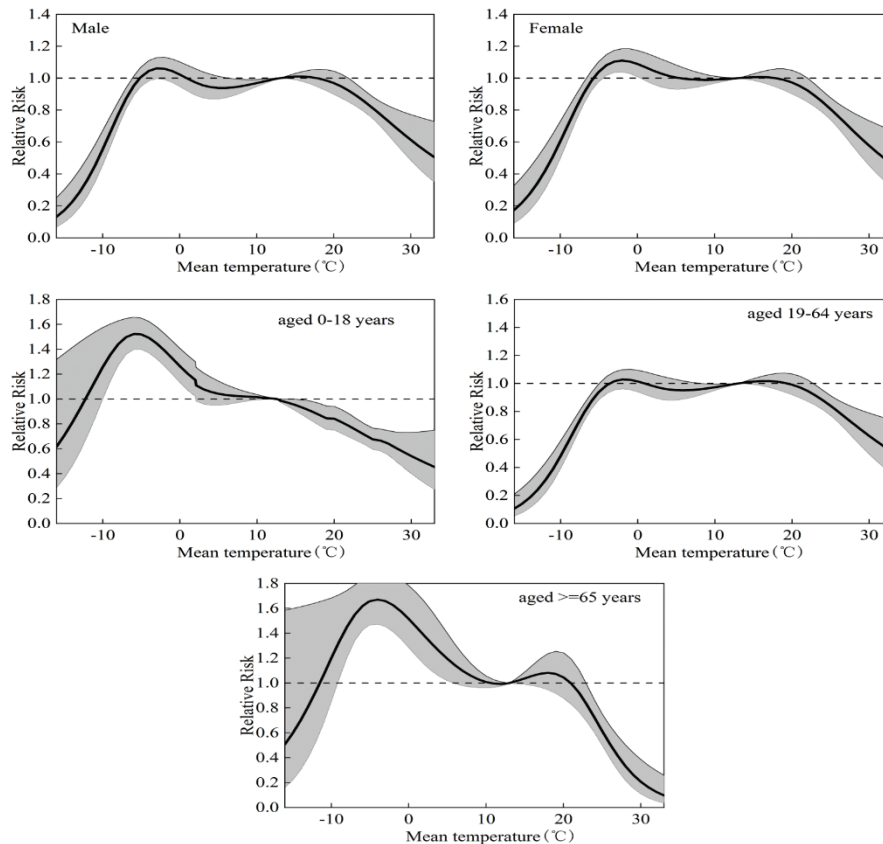 Male
1.4
1.2
1.0
0.8
0.6
0.4
0.2
0.0
Relative Risk
-10 0 10 20 30
Mean temperature(℃)
Female
1.4
1.2
1.0
0.8
0.6
0.4
0.2
0.0
Relative Risk
-10 0 10 20 30
Mean temperature(℃)
aged 0-18 years
1.8
1.6
1.4
1.2
1.0
0.8
0.6
0.4
0.2
0.0
Relative Risk
-10 0 10 20 30
Mean temperature(℃)
aged 19-64 years
1.6
1.4
1.2
1.0
0.8
0.6
0.4
0.2
0.0
Relative Risk
-10 0 10 20 30
Mean temperature(℃)
aged >=65 years
1.8
1.6
1.4
1.2
1.0
0.8
0.6
0.4
0.2
0.0
Relative Risk
-10 0 10 20 30
Mean temperature(℃)